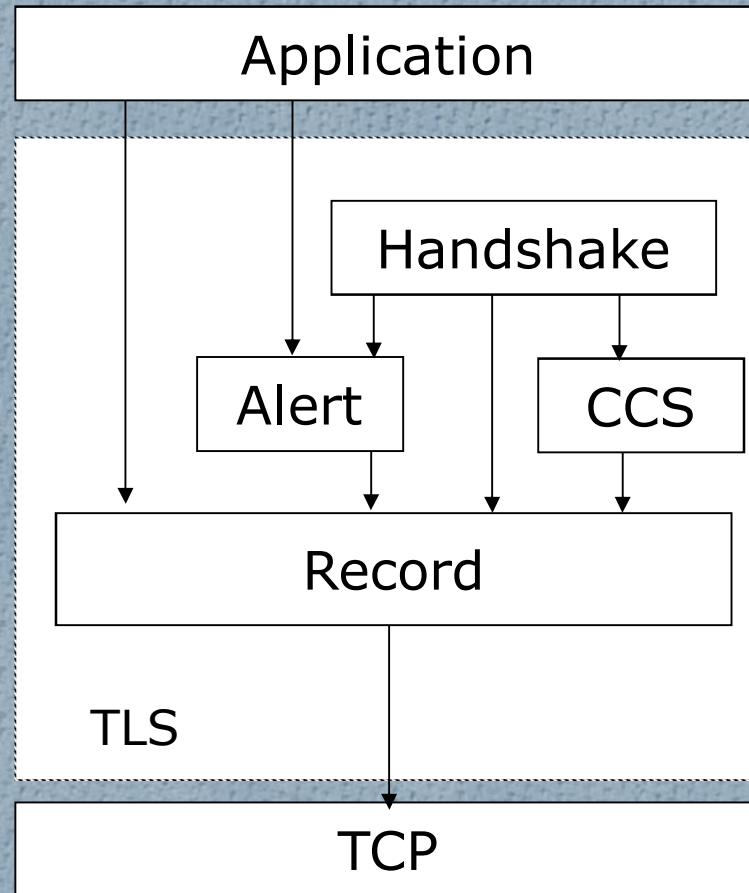 Application
Handshake
Alert
CCS
Record
TLS
TCP